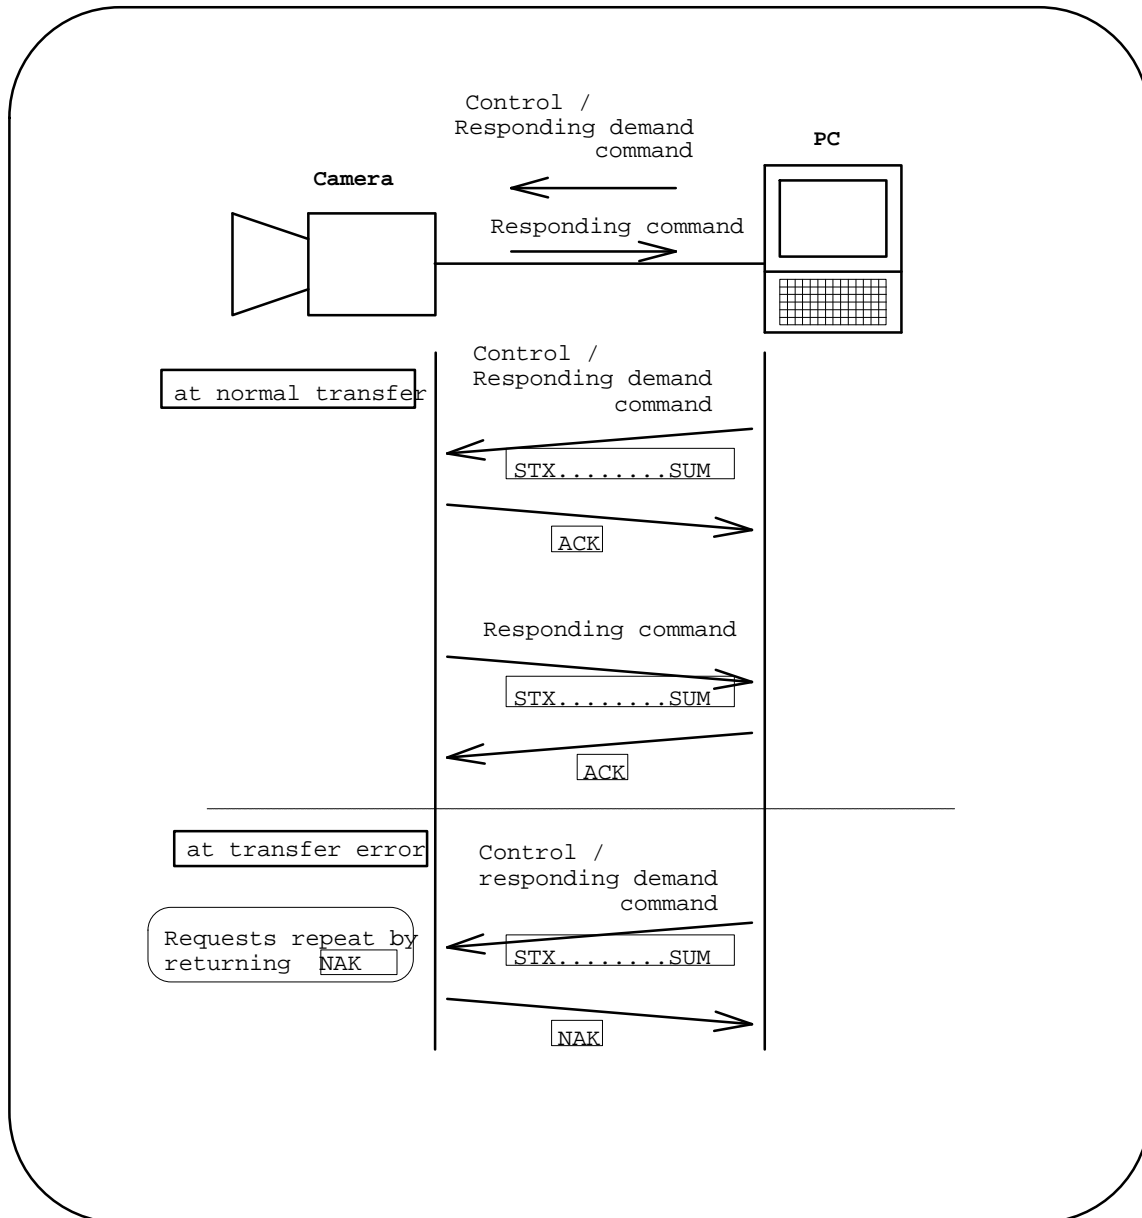 Control /
Responding demand
command
PC
Camera
Responding command
Control /
at normal transfer
Responding demand
command
STX........SUM
ACK
Responding command
STX........SUM
ACK
at transfer error
Control /
responding demand
command
Requests repeat by
returning NAK
STX........SUM
NAK